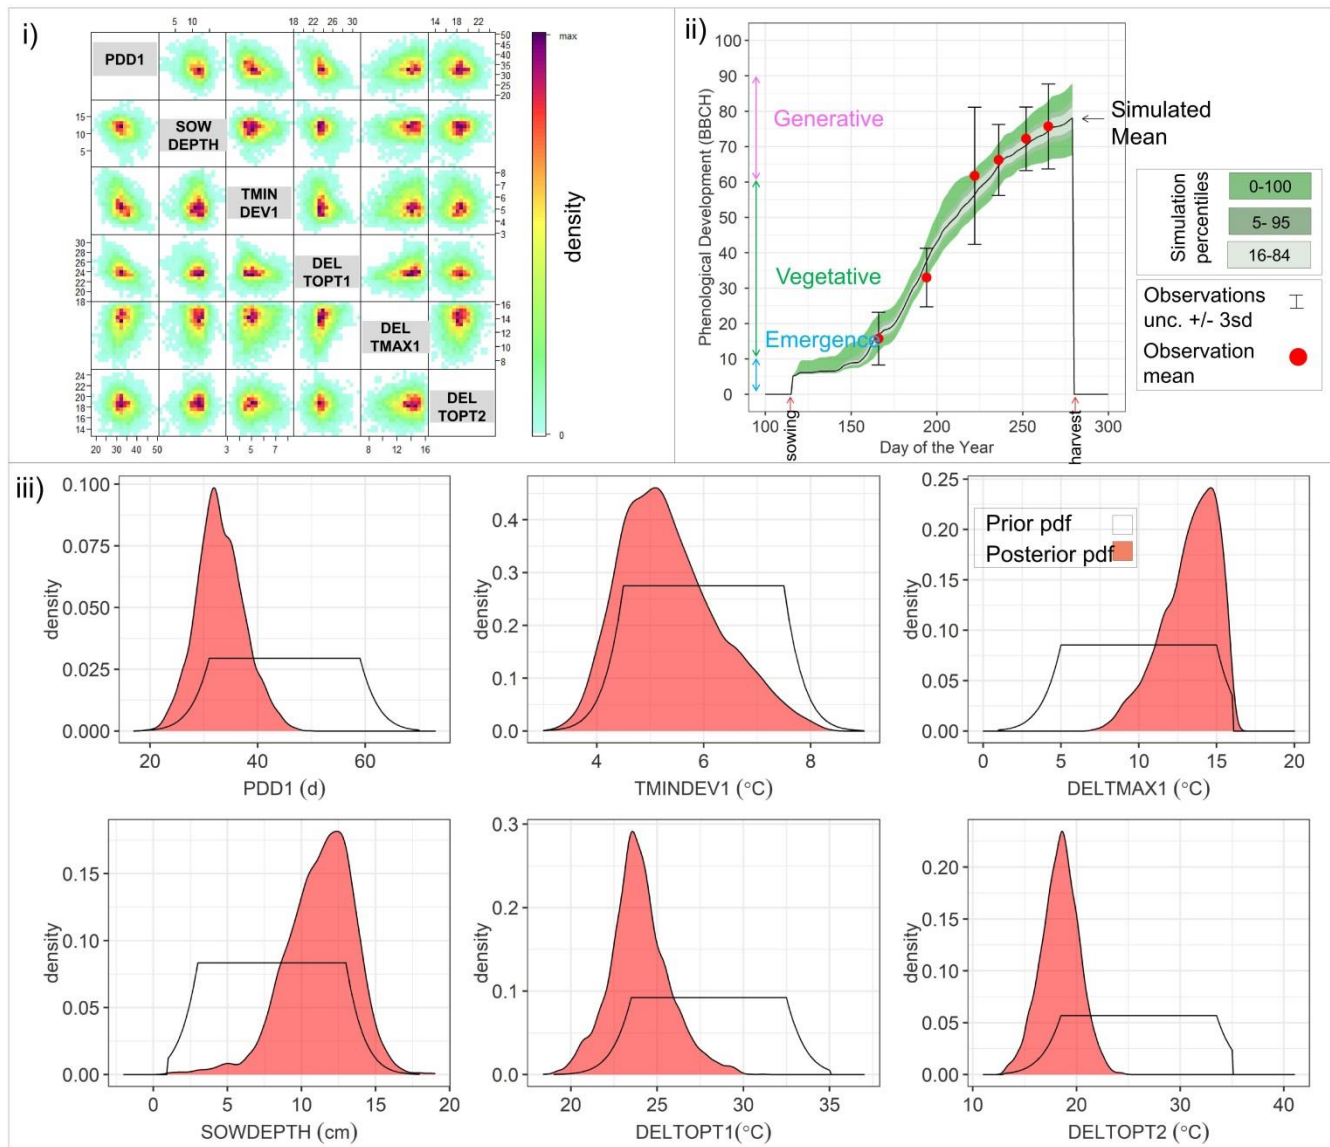 i)
5 10
18 22 26 30
14 18 22
PDD1
50
45
40
35
30
25
20
15
10
5
SOW
DEPTH
TMIN
DEV1
8
7
6
5
4
3
30
28
26
24
22
20
18
DEL
TOPT1
DEL
TMAX1
16
14
12
10
8
24
22
20
18
16
14
DEL
TOPT2
20 30 40 50
3 5 7
8 12 16
max
density
0
ii)
100
90
80
70
60
50
40
30
20
10
0
Phenological Development (BBCH)
Generative
Vegetative
Emergence
Simulated
Mean
100 150 200 250 300
sowing
Day of the Year
harvest
Simulation
percentiles
0-100
5- 95
16-84
Observations
unc. +/- 3sd
Observation
mean
iii)
0.100
0.075
0.050
0.025
0.000
density
20 40 60
PDD1 (d)
0.4
0.3
0.2
0.1
0.0
density
4 6 8
TMINDEV1 (°C)
0.25
0.20
0.15
0.10
0.05
0.00
density
Prior pdf
Posterior pdf
0 5 10 15 20
DELTMAX1 (°C)
0.15
0.10
0.05
0.00
density
0 5 10 15 20
SOWDEPTH (cm)
0.3
0.2
0.1
0.0
density
20 25 30 35
DELTOPT1(°C)
0.20
0.15
0.10
0.05
0.00
density
10 20 30 40
DELTOPT2 (°C)